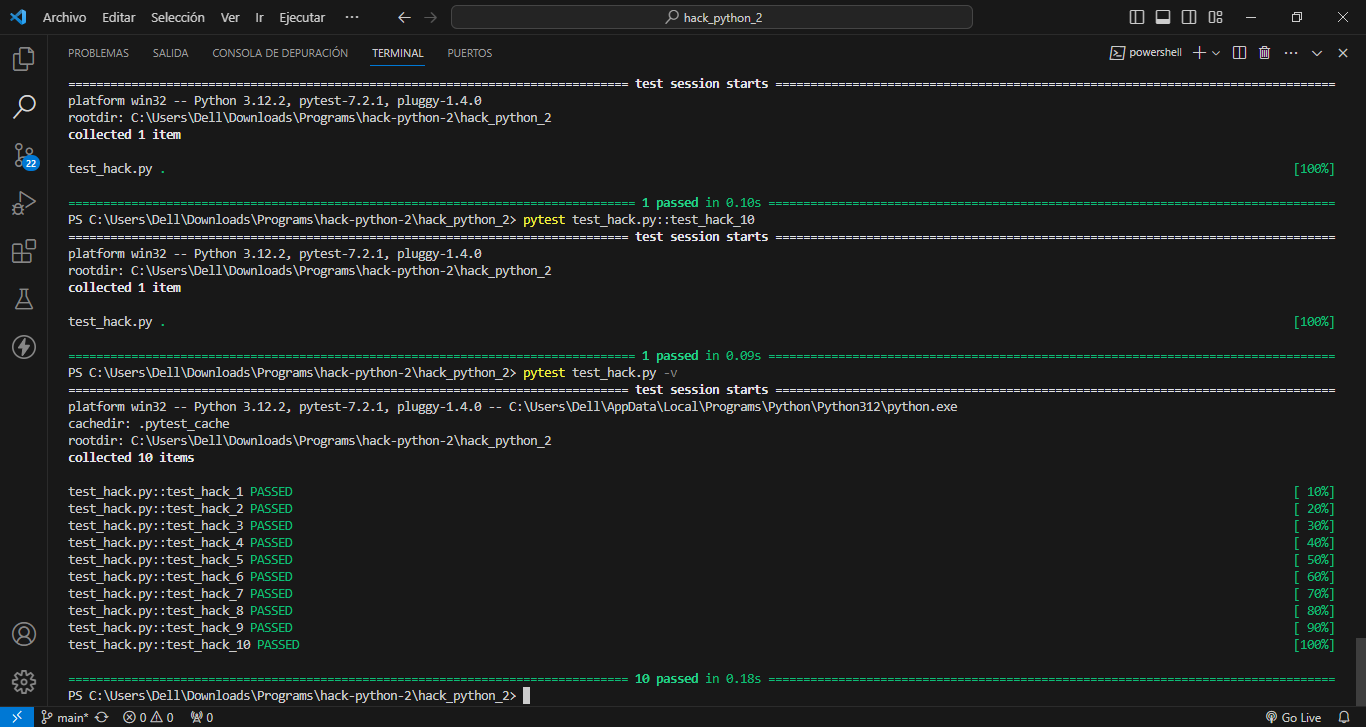 Archivo Editar Selección Ver Ir Ejecutar ··· hack_python_2
PROBLEMAS SALIDA CONSOLA DE DEPURACIÓN TERMINAL PUERTOS powershell
============================== test session starts ==============================
platform win32 -- Python 3.12.2, pytest-7.2.1, pluggy-1.4.0
rootdir: C:\Users\Dell\Downloads\Programs\hack-python-2\hack_python_2
collected 1 item
test_hack.py . [100%]
============================== 1 passed in 0.10s ==============================
PS C:\Users\Dell\Downloads\Programs\hack-python-2\hack_python_2> pytest test_hack.py::test_hack_10
============================== test session starts ==============================
platform win32 -- Python 3.12.2, pytest-7.2.1, pluggy-1.4.0
rootdir: C:\Users\Dell\Downloads\Programs\hack-python-2\hack_python_2
collected 1 item
test_hack.py . [100%]
============================== 1 passed in 0.09s ==============================
PS C:\Users\Dell\Downloads\Programs\hack-python-2\hack_python_2> pytest test_hack.py -v
============================== test session starts ==============================
platform win32 -- Python 3.12.2, pytest-7.2.1, pluggy-1.4.0 -- C:\Users\Dell\AppData\Local\Programs\Python\Python312\python.exe
cachedir: .pytest_cache
rootdir: C:\Users\Dell\Downloads\Programs\hack-python-2\hack_python_2
collected 10 items
test_hack.py::test_hack_1 PASSED [ 10%]
test_hack.py::test_hack_2 PASSED [ 20%]
test_hack.py::test_hack_3 PASSED [ 30%]
test_hack.py::test_hack_4 PASSED [ 40%]
test_hack.py::test_hack_5 PASSED [ 50%]
test_hack.py::test_hack_6 PASSED [ 60%]
test_hack.py::test_hack_7 PASSED [ 70%]
test_hack.py::test_hack_8 PASSED [ 80%]
test_hack.py::test_hack_9 PASSED [ 90%]
test_hack.py::test_hack_10 PASSED [100%]
============================== 10 passed in 0.18s ==============================
PS C:\Users\Dell\Downloads\Programs\hack-python-2\hack_python_2>
22
main* 0 0 0 Go Live